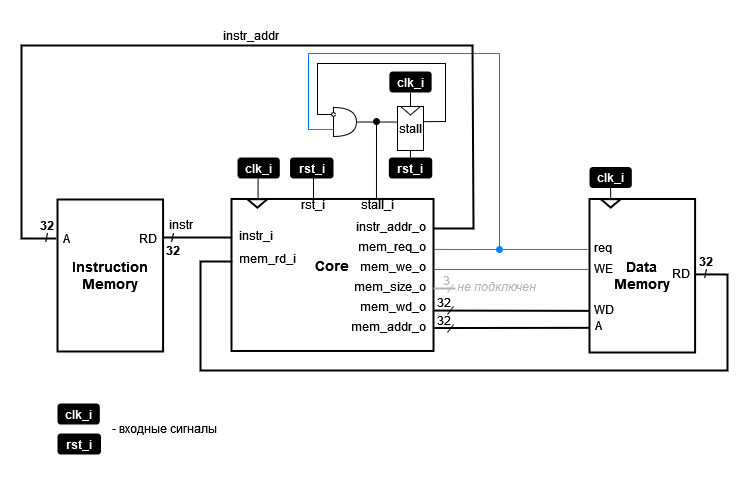 instr_addr
clk_i
stall
clk_i
rst_i
rst_i
clk_i
rst_i
stall_i
32
A
RD
instr
32
Instruction
Memory
instr_i
mem_rd_i
Core
instr_addr_o
mem_req_o
mem_we_o
mem_size_o
mem_wd_o
mem_addr_o
3
не подключен
32
32
req
WE
WD
A
Data
Memory
RD
32
clk_i
- входные сигналы
rst_i